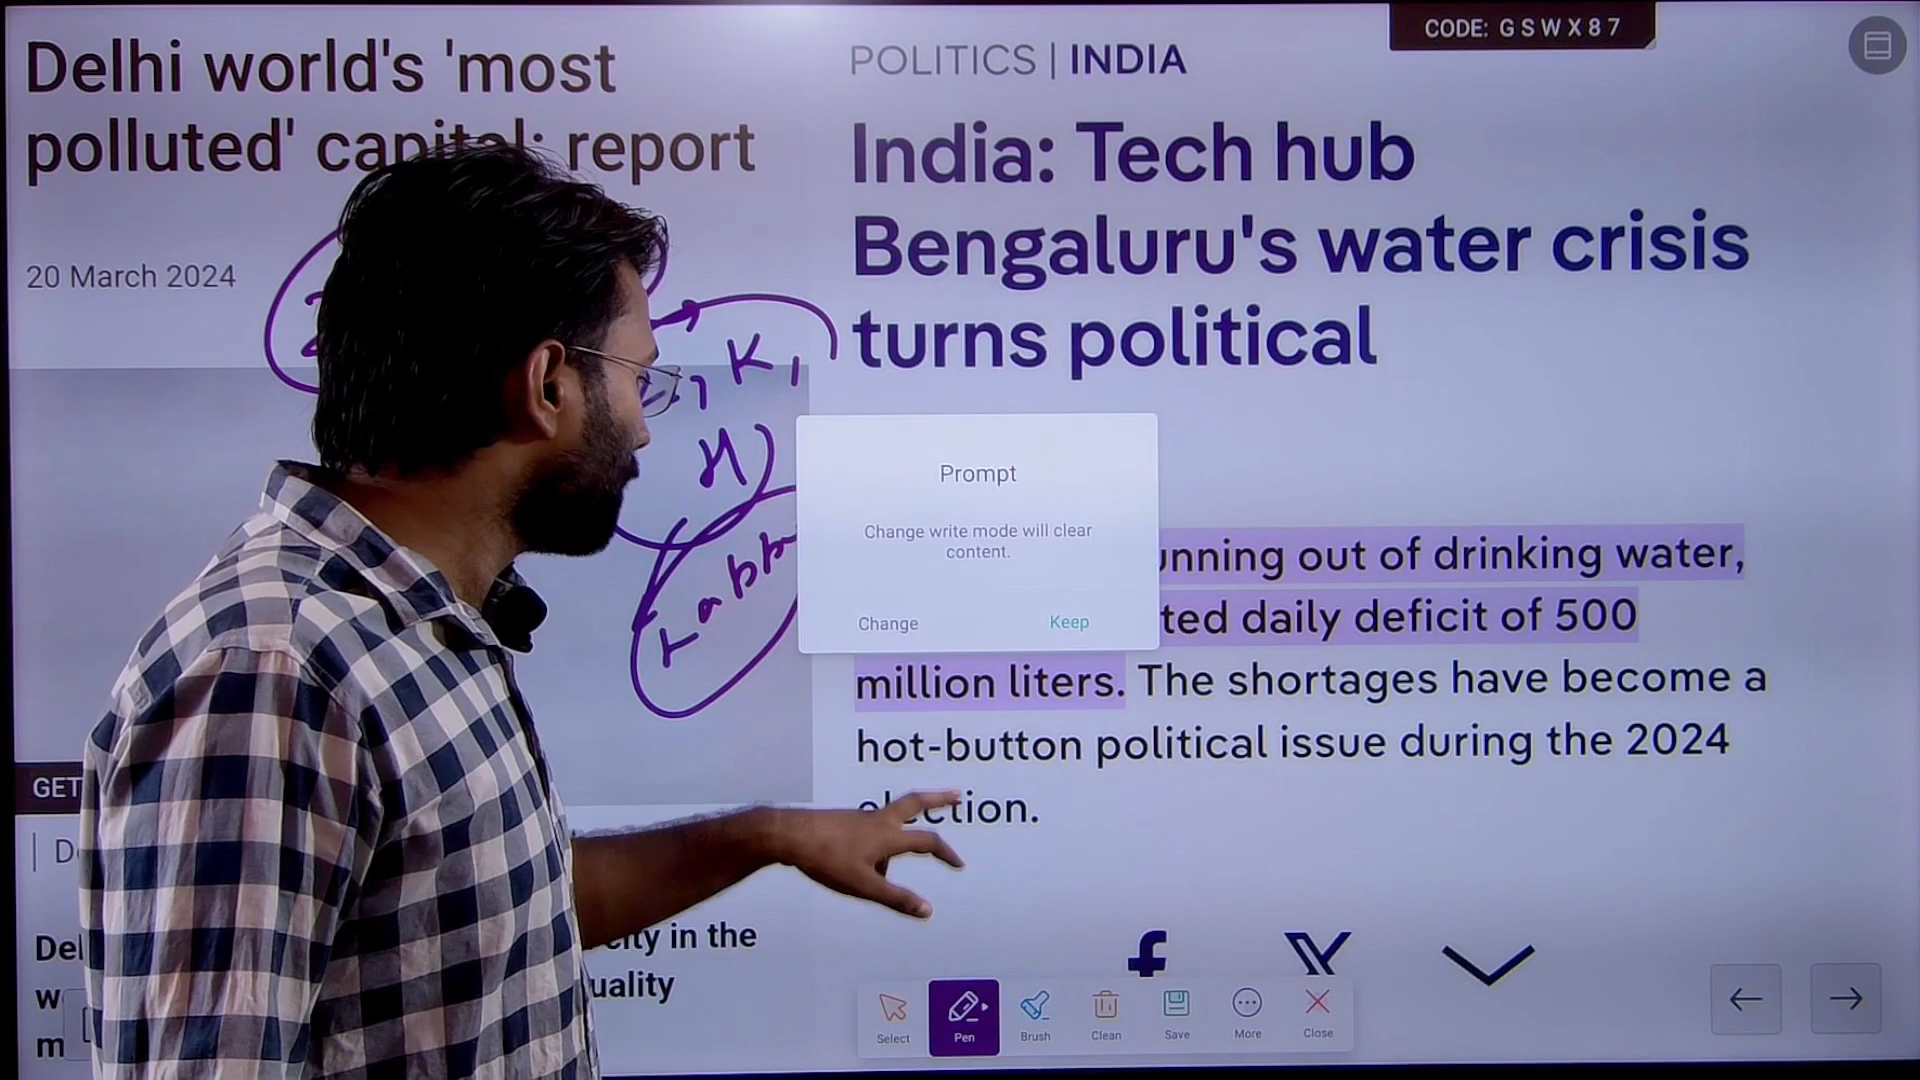 CODE: G S W X 8 7
Delhi world's 'most
polluted' capital: report
20 March 2024
K,
H)
GET
city in the
uality
POLITICS | INDIA
India: Tech hub
Bengaluru's water crisis
turns political
unning out of drinking water,
ted daily deficit of 500
million liters. The shortages have become a
hot-button political issue during the 2024
election.
Prompt
Change write mode will clear
content.
Change Keep
Select Pen Brush Clean Save More Close